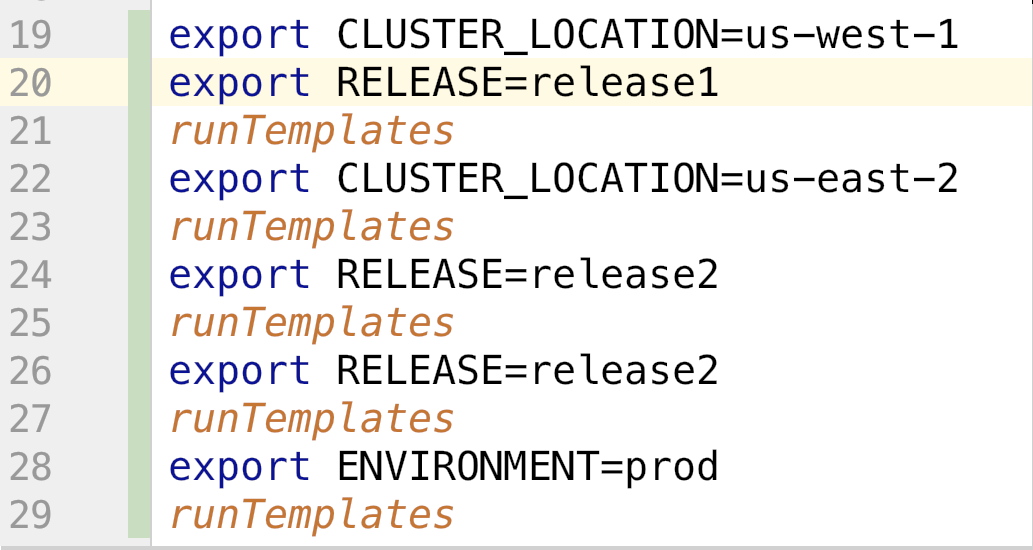 19 export CLUSTER_LOCATION=us-west-1
20 export RELEASE=release1
21 runTemplates
22 export CLUSTER_LOCATION=us-east-2
23 runTemplates
24 export RELEASE=release2
25 runTemplates
26 export RELEASE=release2
27 runTemplates
28 export ENVIRONMENT=prod
29 runTemplates